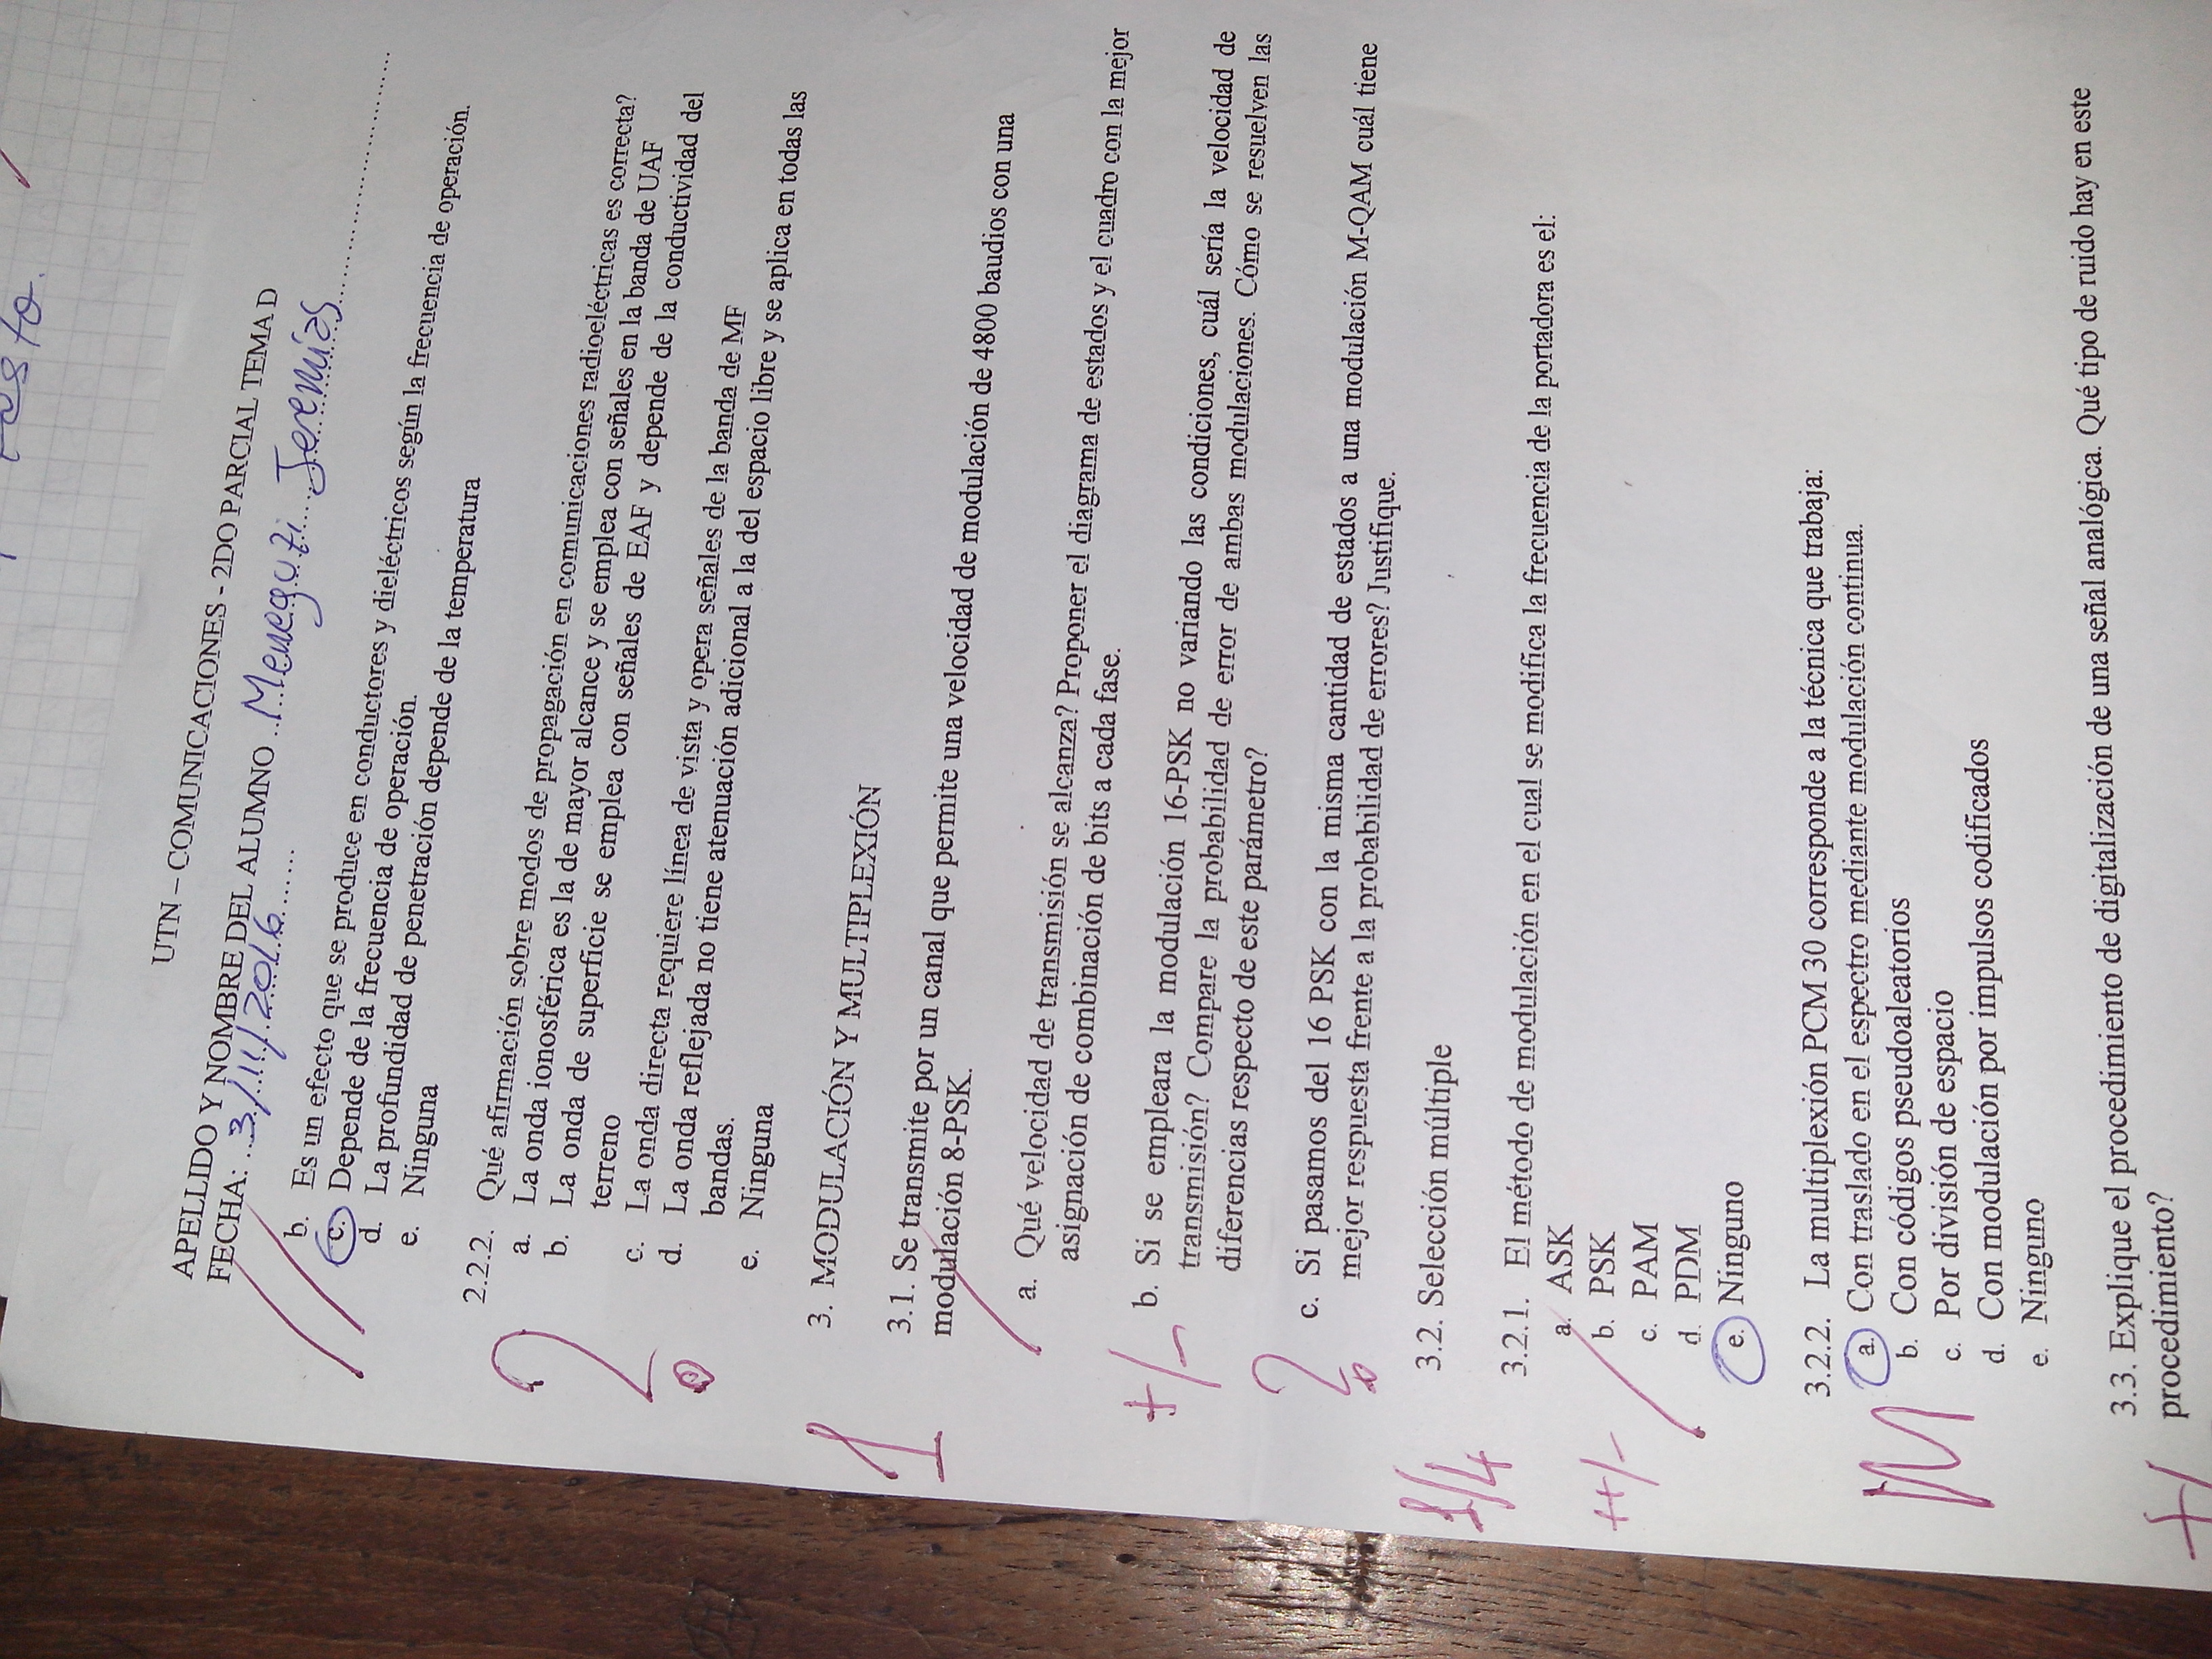 esto.
UTN – COMUNICACIONES - 2DO PARCIAL TEMA D
APELLIDO Y NOMBRE DEL ALUMNO ... Meneguzi Jeremías ...
FECHA: ... 3/11/2016 ...
b. Es un efecto que se produce en conductores y dieléctricos según la frecuencia de operación.
c. Depende de la frecuencia de operación.
d. La profundidad de penetración depende de la temperatura
e. Ninguna
2.2.2. Qué afirmación sobre modos de propagación en comunicaciones radioeléctricas es correcta?
a. La onda ionosférica es la de mayor alcance y se emplea con señales en la banda de UAF
b. La onda de superficie se emplea con señales de EAF y depende de la conductividad del
terreno
c. La onda directa requiere línea de vista y opera señales de la banda de MF
d. La onda reflejada no tiene atenuación adicional a la del espacio libre y se aplica en todas las
bandas.
e. Ninguna
?
1
3. MODULACIÓN Y MULTIPLEXIÓN
3.1. Se transmite por un canal que permite una velocidad de modulación de 4800 baudios con una
modulación 8-PSK.
a. Qué velocidad de transmisión se alcanza? Proponer el diagrama de estados y el cuadro con la mejor
asignación de combinación de bits a cada fase.
+/-
b. Si se empleara la modulación 16-PSK no variando las condiciones, cuál sería la velocidad de
transmisión? Compare la probabilidad de error de ambas modulaciones. Cómo se resuelven las
diferencias respecto de este parámetro?
?
c. Si pasamos del 16 PSK con la misma cantidad de estados a una modulación M-QAM cuál tiene
mejor respuesta frente a la probabilidad de errores? Justifique.
1/4
3.2. Selección múltiple
3.2.1. El método de modulación en el cual se modifica la frecuencia de la portadora es el:
a. ASK
++/-
b. PSK
c. PAM
d. PDM
e. Ninguno
3.2.2. La multiplexión PCM 30 corresponde a la técnica que trabaja:
a. Con traslado en el espectro mediante modulación continua.
M
b. Con códigos pseudoaleatorios
c. Por división de espacio
d. Con modulación por impulsos codificados
e. Ninguno
3.3. Explique el procedimiento de digitalización de una señal analógica. Qué tipo de ruido hay en este
procedimiento?
+/